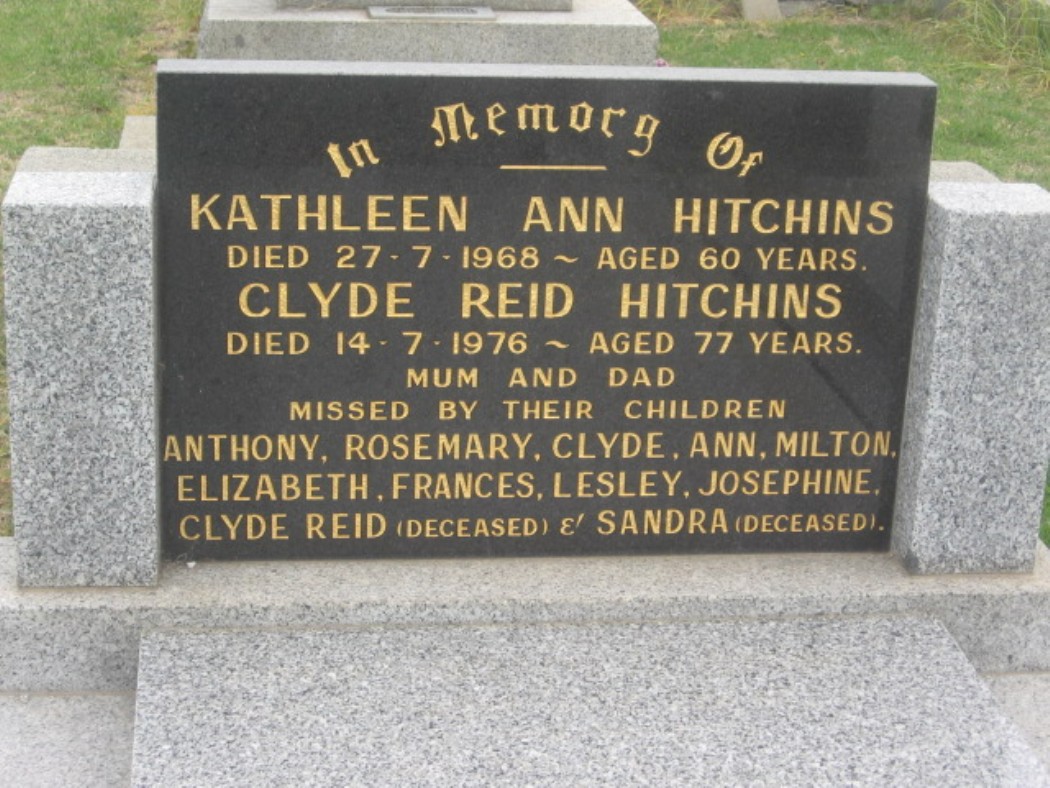 In Memory Of
KATHLEEN ANN HITCHINS
DIED 27-7-1968 ~ AGED 60 YEARS.
CLYDE REID HITCHINS
DIED 14-7-1976 ~ AGED 77 YEARS.
MUM AND DAD
MISSED BY THEIR CHILDREN
ANTHONY, ROSEMARY, CLYDE, ANN, MILTON,
ELIZABETH, FRANCES, LESLEY, JOSEPHINE,
CLYDE REID (DECEASED) & SANDRA (DECEASED).